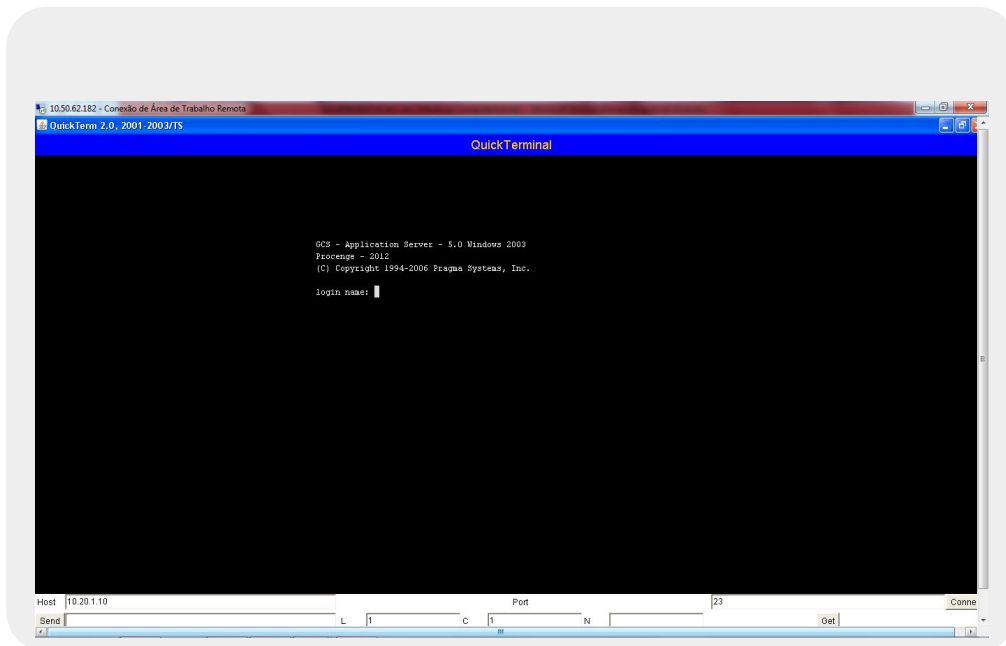 10.50.62.182 - Conexão de Área de Trabalho Remota
QuickTerm 2.0, 2001-2003/TS
QuickTerminal
GCS - Application Server - 5.0 Windows 2003
Procenge - 2012
(C) Copyright 1994-2006 Pragma Systems, Inc.
login name:
Host 10.20.1.10 Port 23 Conne
Send L 1 C 1 N Get